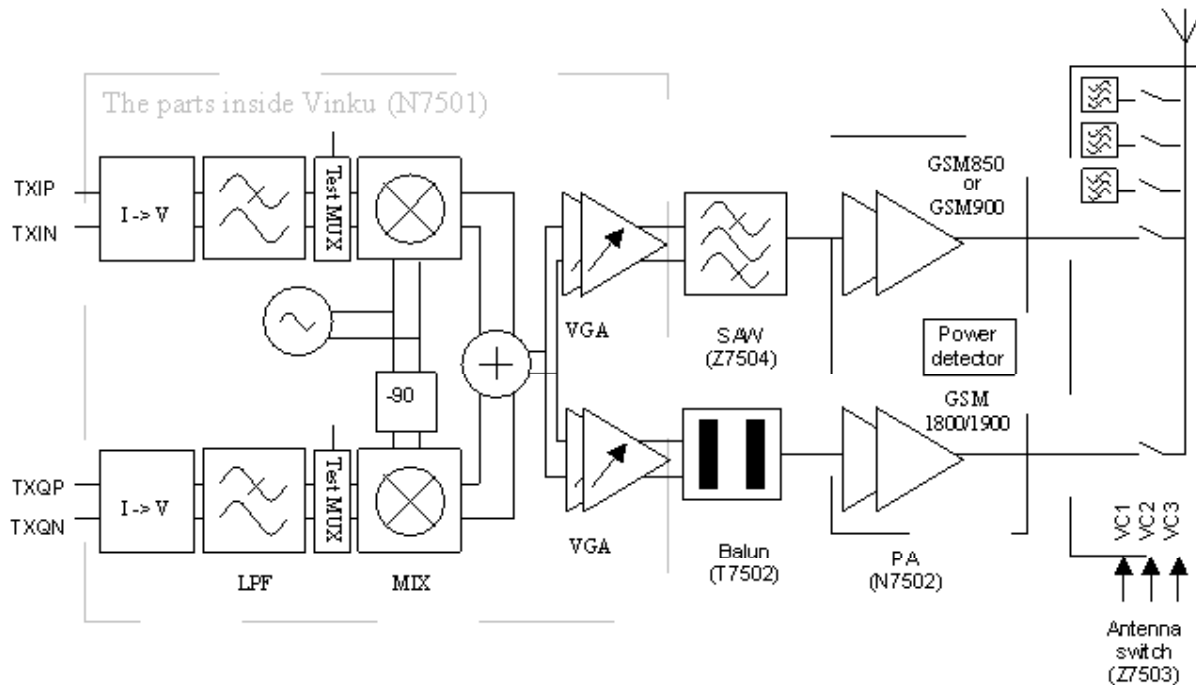 The parts inside Vinku (N7501)
TXIP
TXIN
I -> V
Test MUX
GSM850
or
GSM900
VGA
SAW
(Z7504)
Power
detector
-90
GSM
1800/1900
TXQP
TXQN
I -> V
Test MUX
LPF
MIX
VGA
Balun
(T7502)
PA
(N7502)
VC1
VC2
VC3
Antenna
switch
(Z7503)